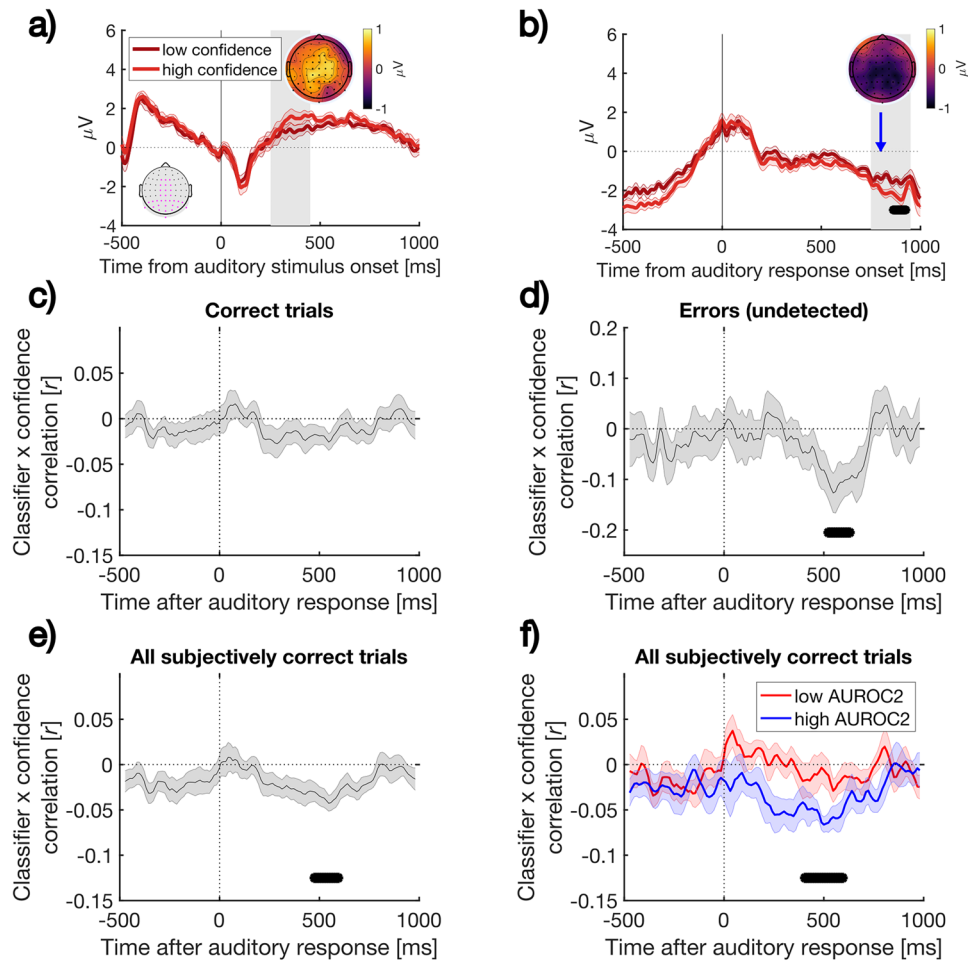 a)
6
4
2
0
-2
-4
μV
low confidence
high confidence
1
0
-1
μV
-500
0
500
1000
Time from auditory stimulus onset [ms]
b)
6
4
2
0
2
4
μV
1
0
-1
μV
-500
0
500
1000
Time from auditory response onset [ms]
c)
Correct trials
0.05
0
-0.05
-0.1
-0.15
Classifier x confidence
correlation [r]
-500
0
500
1000
Time after auditory response [ms]
d)
Errors (undetected)
0.2
0.1
0
-0.1
-0.2
Classifier x confidence
correlation [r]
-500
0
500
1000
Time after auditory response [ms]
e)
All subjectively correct trials
0.05
0
-0.05
-0.1
-0.15
Classifier x confidence
correlation [r]
-500
0
500
1000
Time after auditory response [ms]
f)
All subjectively correct trials
low AUROC2
high AUROC2
0.05
0
-0.05
-0.1
-0.15
Classifier x confidence
correlation [r]
-500
0
500
1000
Time after auditory response [ms]